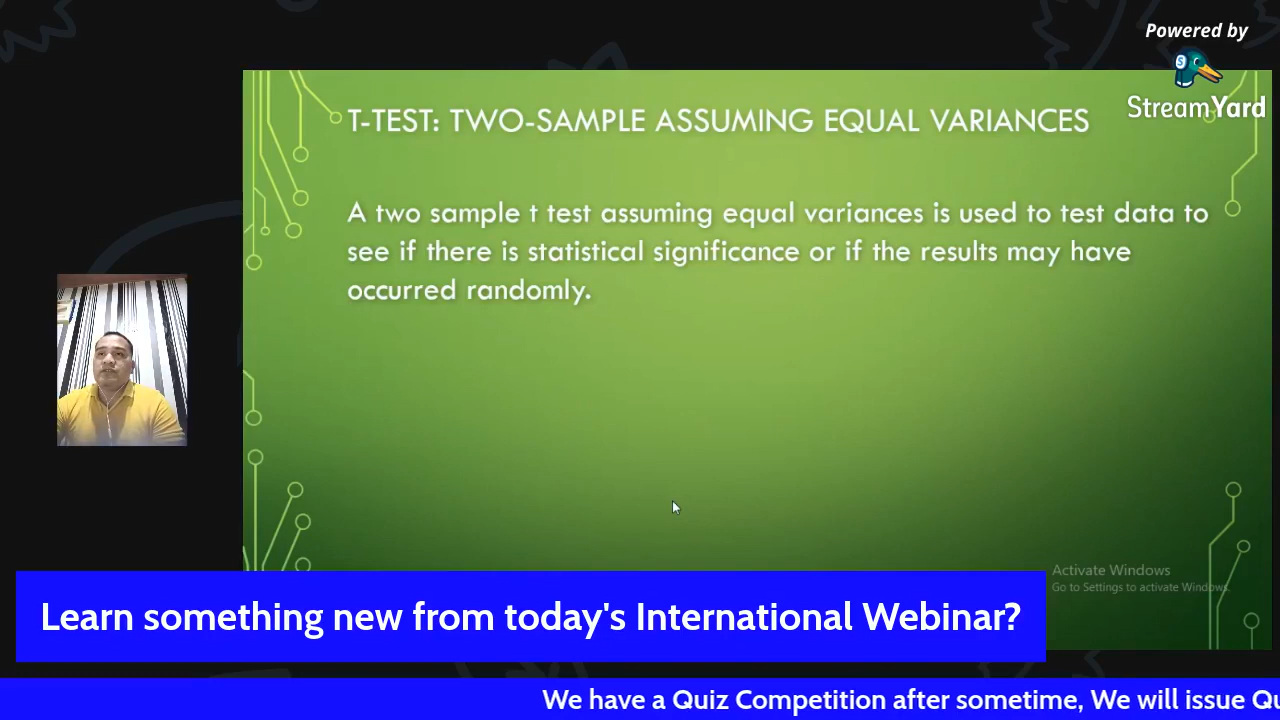 Powered by
StreamYard
T-TEST: TWO-SAMPLE ASSUMING EQUAL VARIANCES
A two sample t test assuming equal variances is used to test data to
see if there is statistical significance or if the results may have
occurred randomly.
Activate Windows
Go to Settings to activate Windows.
Learn something new from today's International Webinar?
We have a Quiz Competition after sometime, We will issue Qu